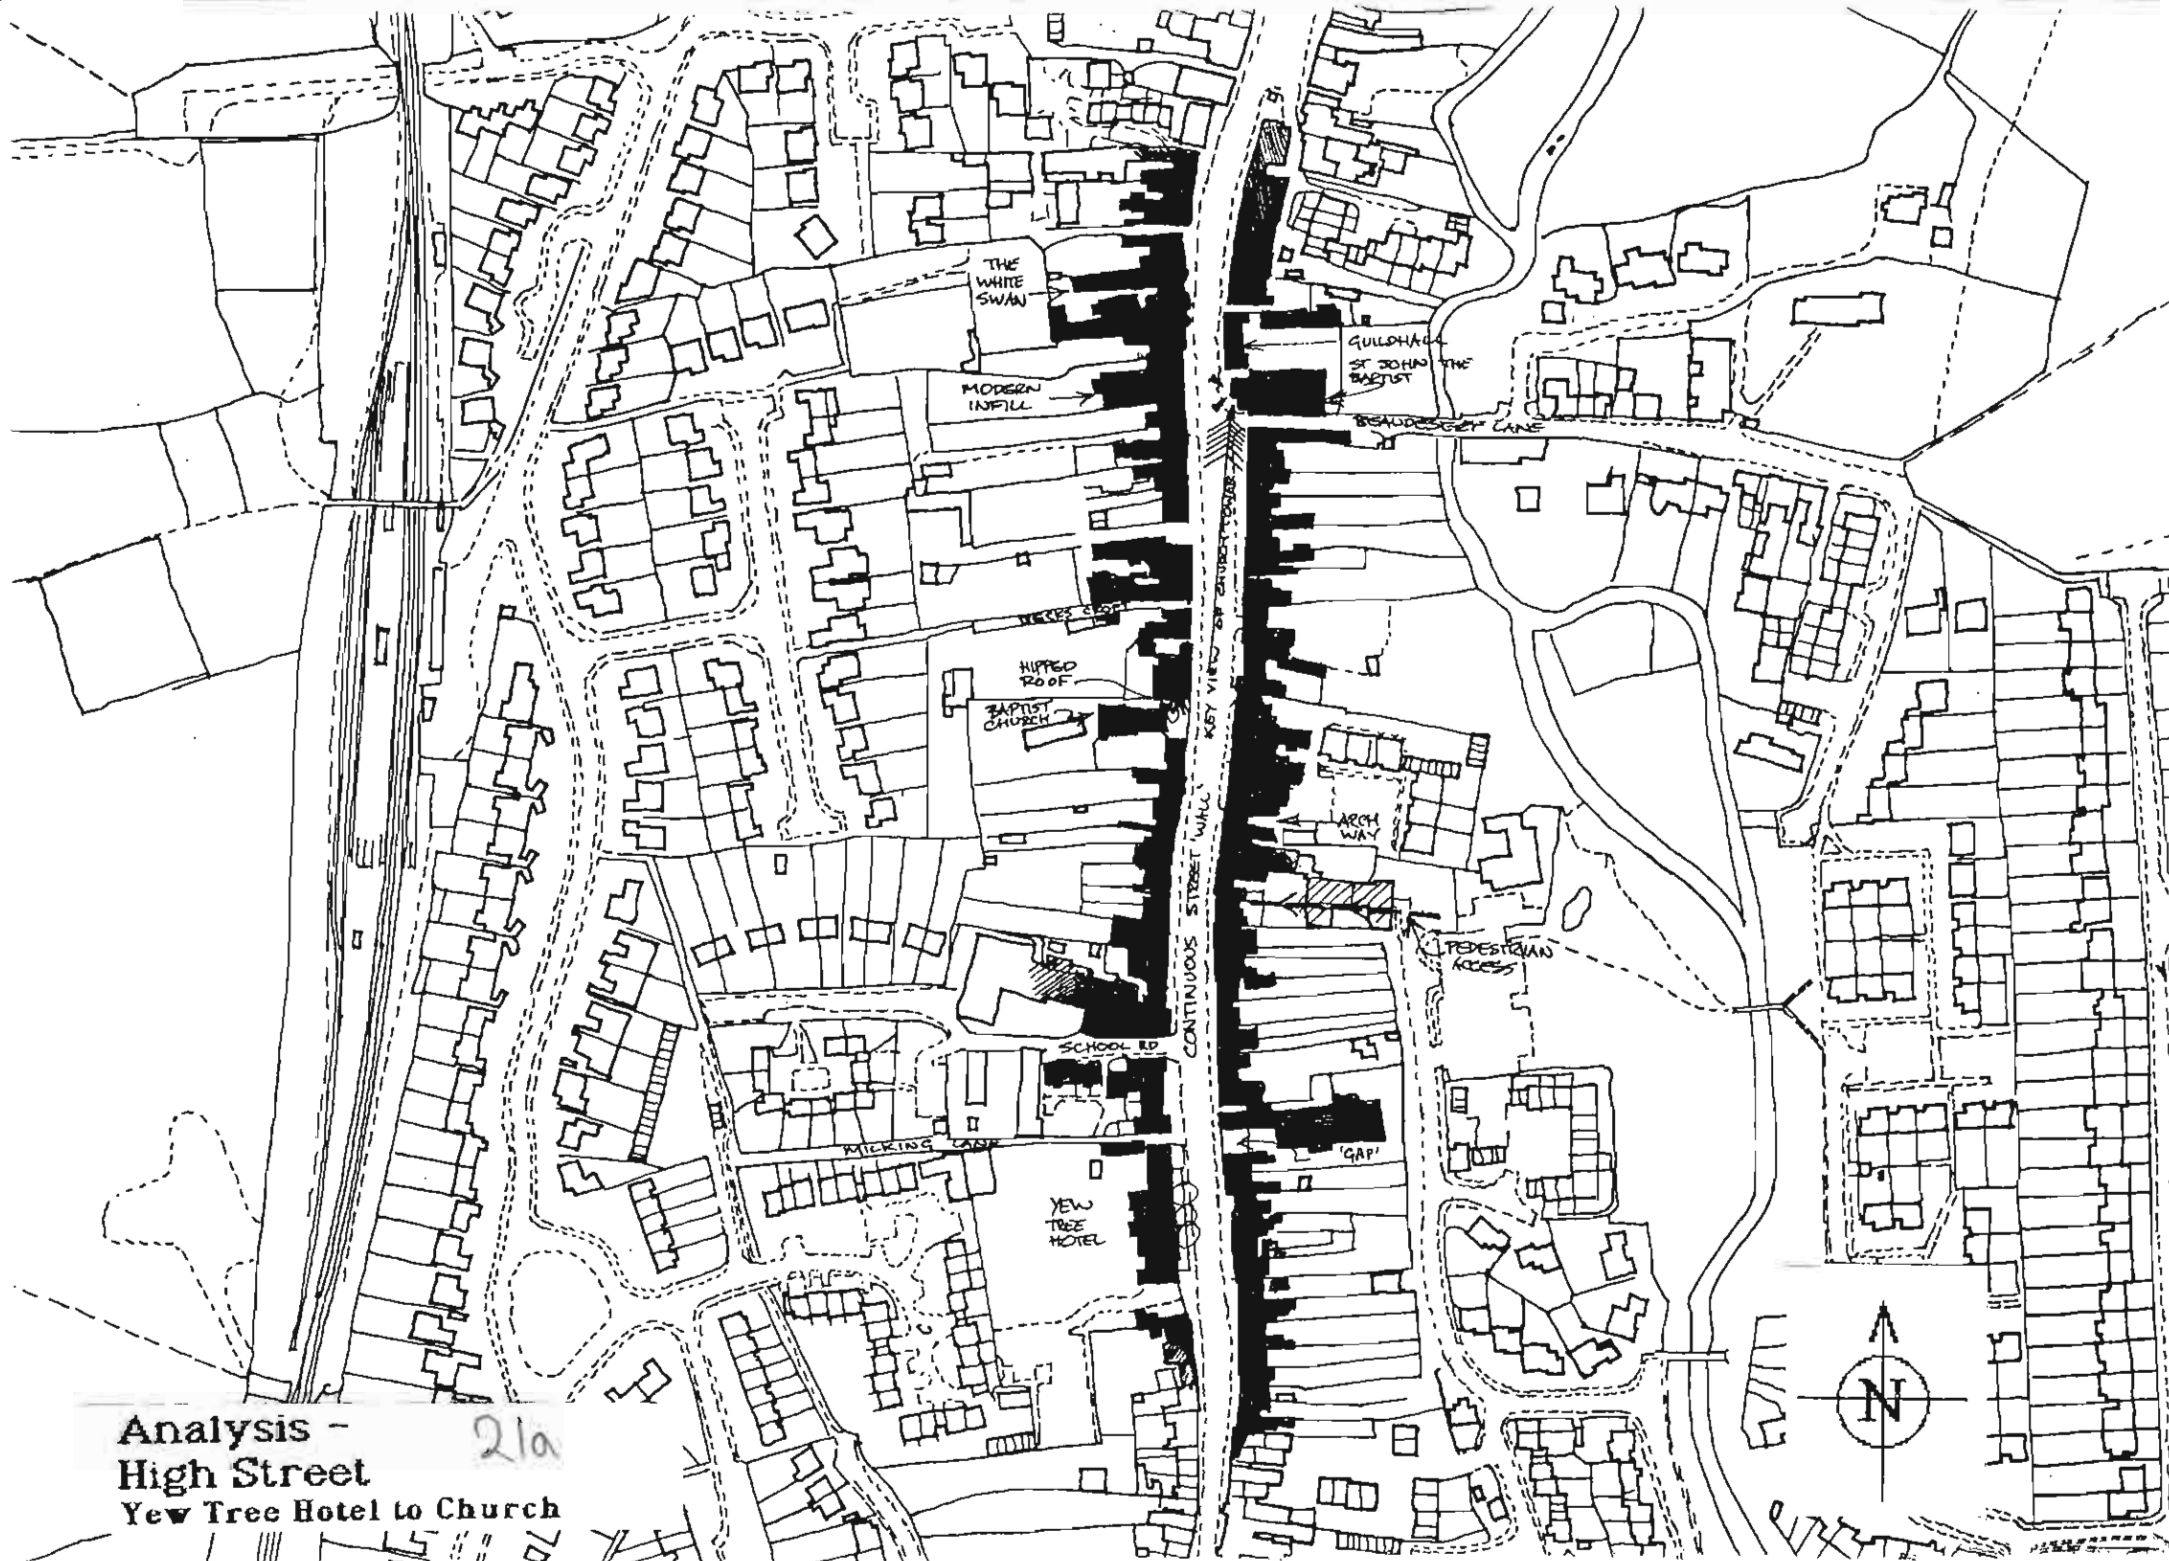 THE
WHITE
SWAN
GUILDHALL
ST JOHN THE
BAPTIST
MODERN
INFILL
BEAUDESERT LANE
HIPPED
ROOF
BAPTIST
CHURCH
CONTINUOUS STREET 'WALL'
KEY VIEW OF CHURCH TOWER
ARCH
WAY
PEDESTRIAN
ACCESS
SCHOOL RD
MILKING LANE
'GAP'
YEW
TREE
HOTEL
N
Analysis -
21a
High Street
Yew Tree Hotel to Church